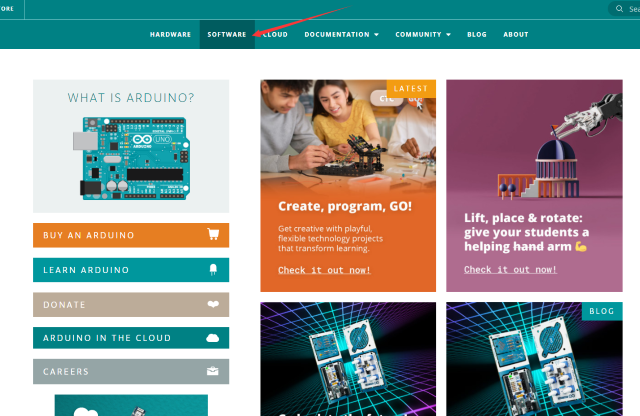 HARDWARE SOFTWARE CLOUD DOCUMENTATION COMMUNITY BLOG ABOUT
WHAT IS ARDUINO?
UNO
ARDUINO
BUY AN ARDUINO
LEARN ARDUINO
DONATE
ARDUINO IN THE CLOUD
CAREERS
LATEST
Create, program, GO!
Get creative with playful,
flexible technology projects
that transform learning.
Check it out now!
Lift, place & rotate:
give your students a
helping hand arm 💪
Check it out now!
BLOG